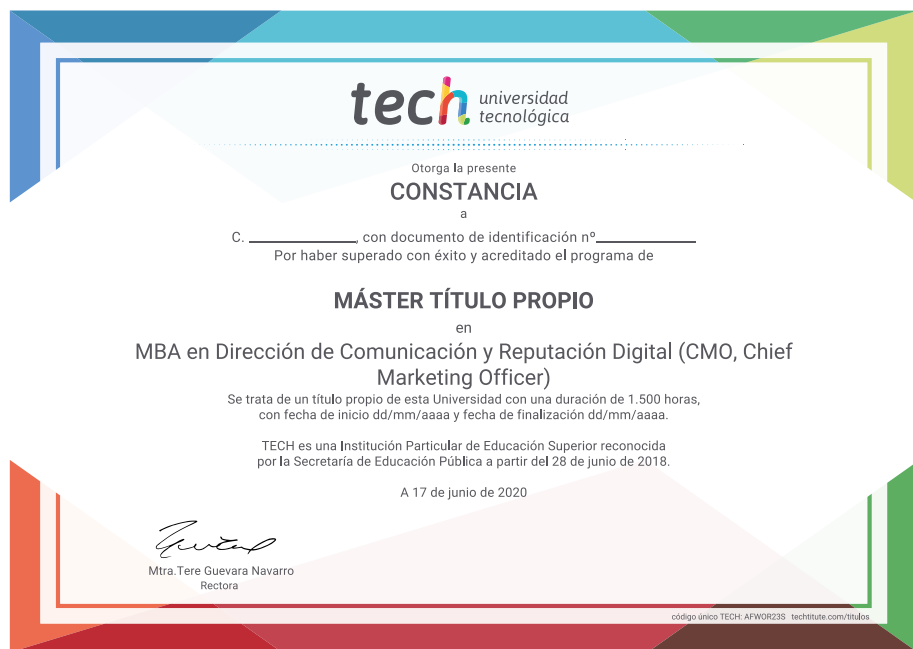 tech universidad
tecnológica
Otorga la presente
CONSTANCIA
a
C. ____________, con documento de identificación nº____________
Por haber superado con éxito y acreditado el programa de
MÁSTER TÍTULO PROPIO
en
MBA en Dirección de Comunicación y Reputación Digital (CMO, Chief
Marketing Officer)
Se trata de un título propio de esta Universidad con una duración de 1.500 horas,
con fecha de inicio dd/mm/aaaa y fecha de finalización dd/mm/aaaa.
TECH es una Institución Particular de Educación Superior reconocida
por la Secretaría de Educación Pública a partir del 28 de junio de 2018.
A 17 de junio de 2020
Mtra.Tere Guevara Navarro
Rectora
código único TECH: AFWOR23S techtitute.com/titulos